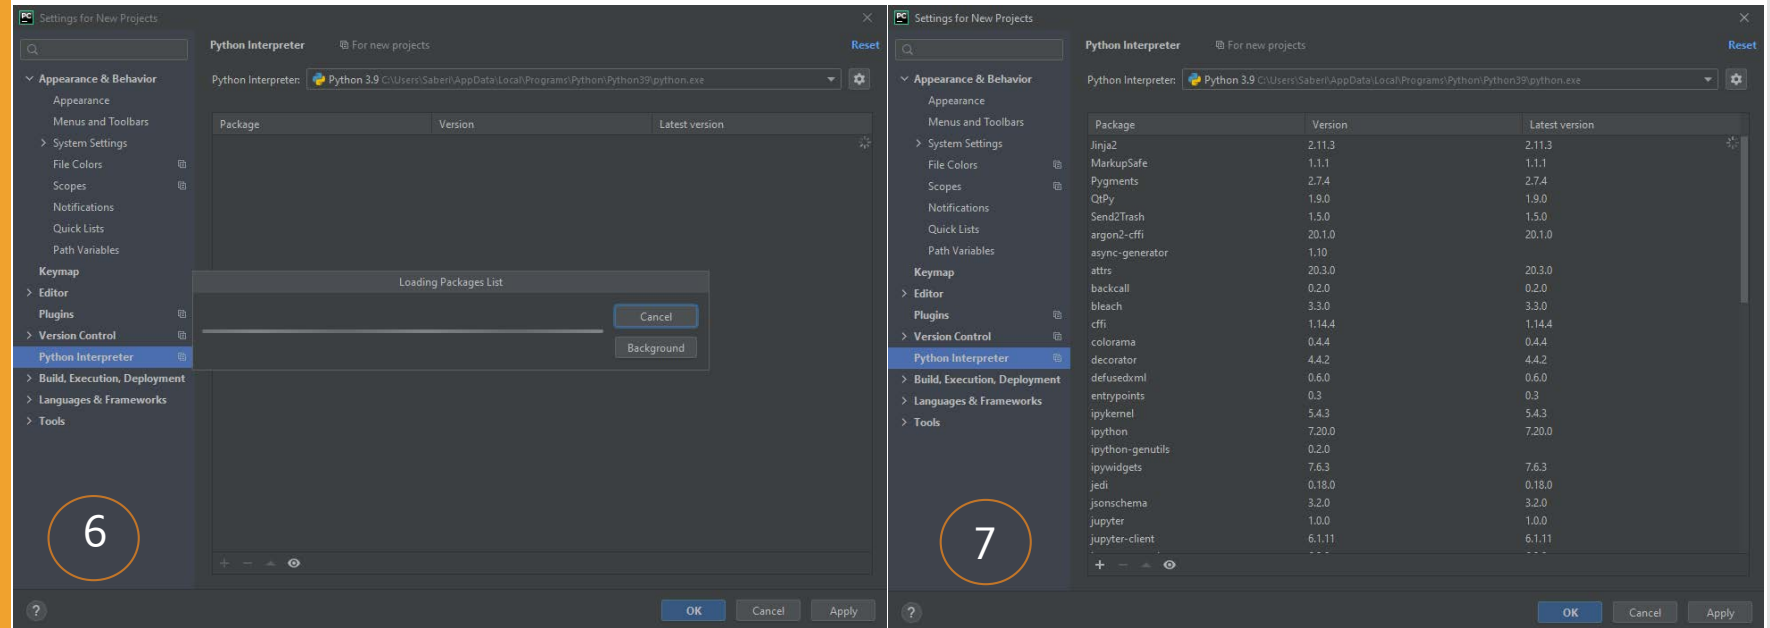 PC Settings for New Projects
Python Interpreter For new projects Reset
Appearance & Behavior
Python Interpreter: Python 3.9 C:\Users\Saberi\AppData\Local\Programs\Python\Python39\python.exe
Appearance
Menus and Toolbars
Package Version Latest version
System Settings
File Colors
Scopes
Notifications
Quick Lists
Path Variables
Keymap
Editor
Plugins
Version Control
Python Interpreter
Build, Execution, Deployment
Languages & Frameworks
Tools
Loading Packages List
Cancel
Background
6
+ −
? OK Cancel Apply
PC Settings for New Projects
Python Interpreter For new projects Reset
Appearance & Behavior
Python Interpreter: Python 3.9 C:\Users\Saberi\AppData\Local\Programs\Python\Python39\python.exe
Appearance
Menus and Toolbars
System Settings
File Colors
Scopes
Notifications
Quick Lists
Path Variables
Keymap
Editor
Plugins
Version Control
Python Interpreter
Build, Execution, Deployment
Languages & Frameworks
Tools
Package Version Latest version
Jinja2 2.11.3 2.11.3
MarkupSafe 1.1.1 1.1.1
Pygments 2.7.4 2.7.4
QtPy 1.9.0 1.9.0
Send2Trash 1.5.0 1.5.0
argon2-cffi 20.1.0 20.1.0
async-generator 1.10
attrs 20.3.0 20.3.0
backcall 0.2.0 0.2.0
bleach 3.3.0 3.3.0
cffi 1.14.4 1.14.4
colorama 0.4.4 0.4.4
decorator 4.4.2 4.4.2
defusedxml 0.6.0 0.6.0
entrypoints 0.3 0.3
ipykernel 5.4.3 5.4.3
ipython 7.20.0 7.20.0
ipython-genutils 0.2.0
ipywidgets 7.6.3 7.6.3
jedi 0.18.0 0.18.0
jsonschema 3.2.0 3.2.0
jupyter 1.0.0 1.0.0
jupyter-client 6.1.11 6.1.11
7
+ −
? OK Cancel Apply